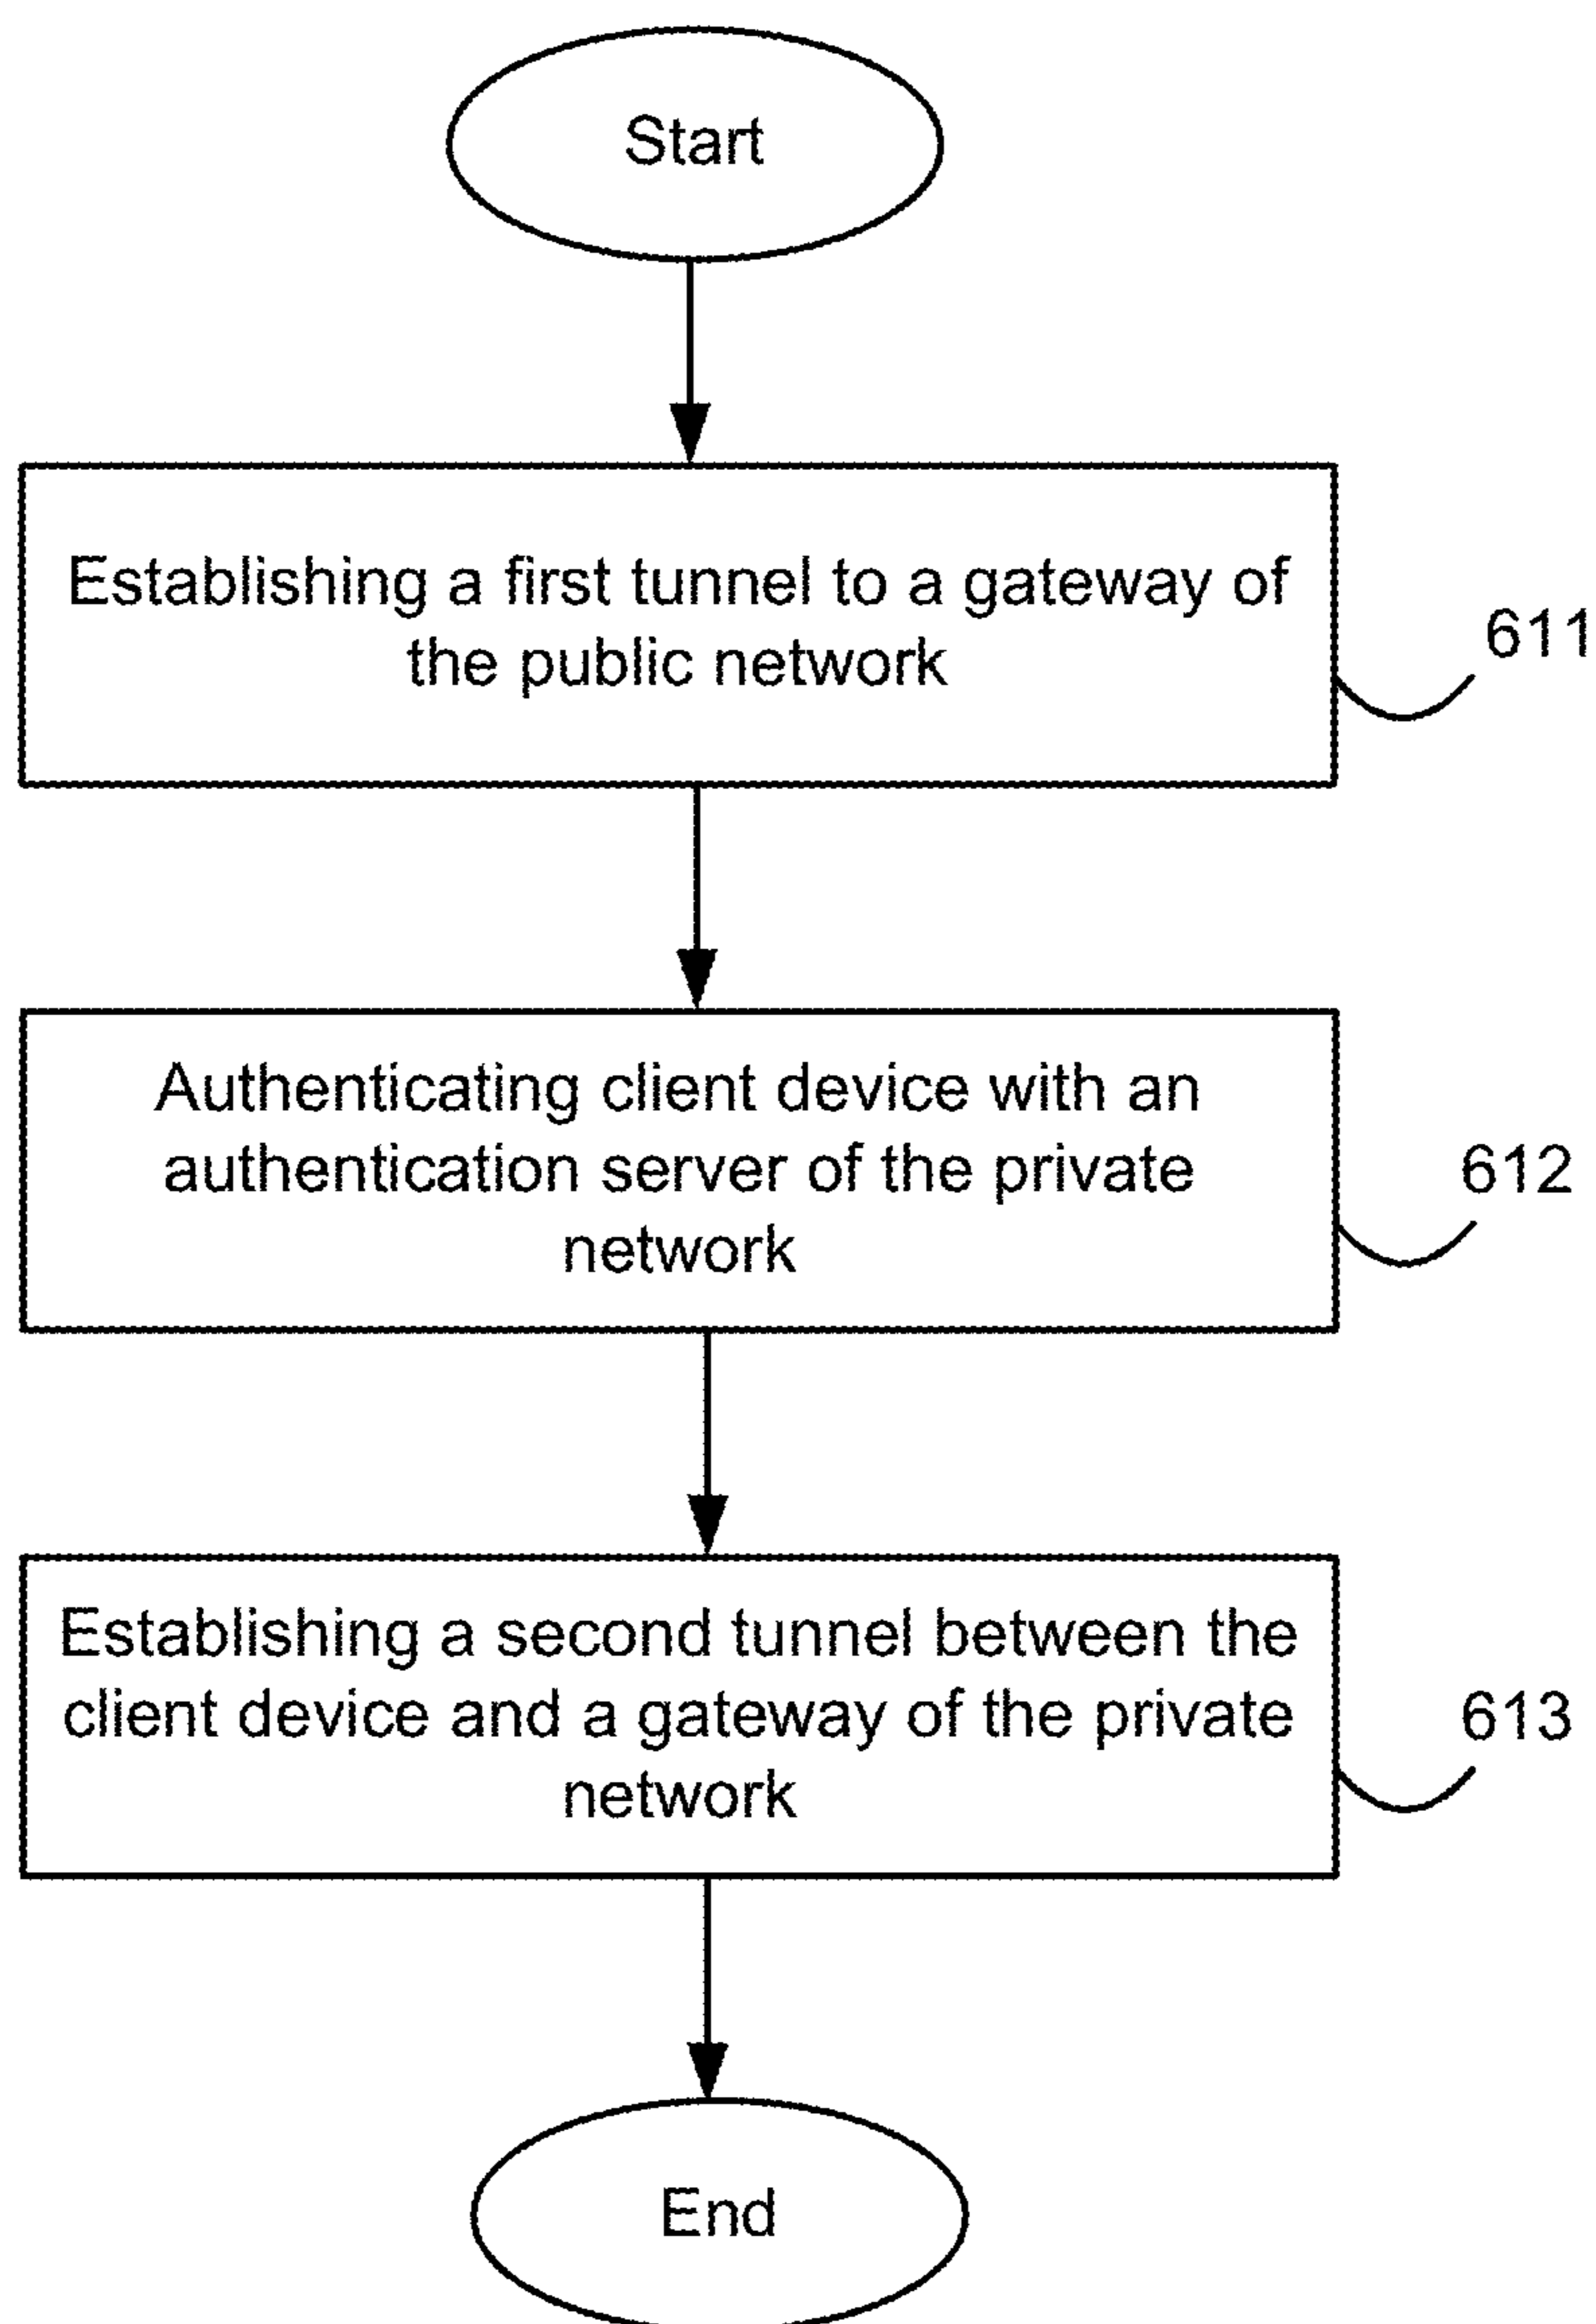 Start
Establishing a first tunnel to a gateway of
the public network
611
Authenticating client device with an
authentication server of the private
network
612
Establishing a second tunnel between the
client device and a gateway of the private
network
613
End